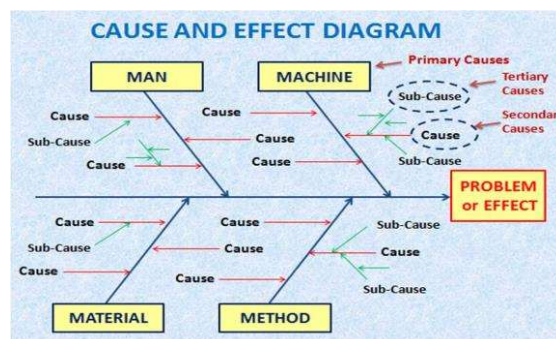 CAUSE AND EFFECT DIAGRAM
MAN
MACHINE
Primary Causes
Tertiary
Causes
Sub-Cause
Cause
Cause
Secondar
Causes
Cause
Sub-Cause
Cause
Cause
Cause
Sub-Cause
PROBLEM
or EFFECT
Cause
Cause
Sub-Cause
Sub-Cause
Cause
Cause
Cause
Sub-Cause
MATERIAL
METHOD